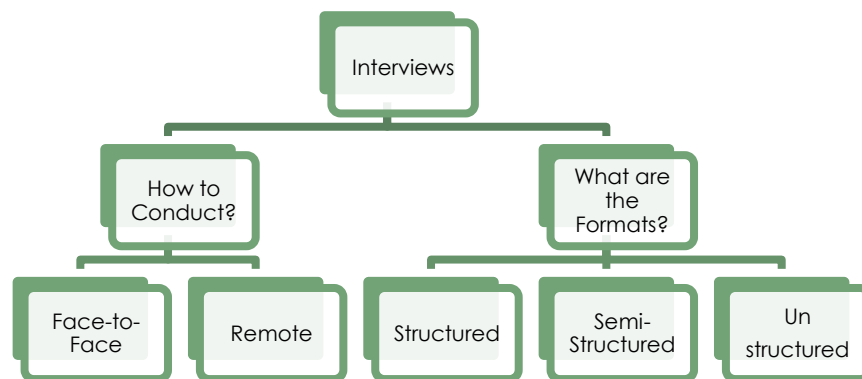 Interviews
How to
Conduct?
What are
the
Formats?
Face-to-
Face
Remote
Structured
Semi-
Structured
Un
structured